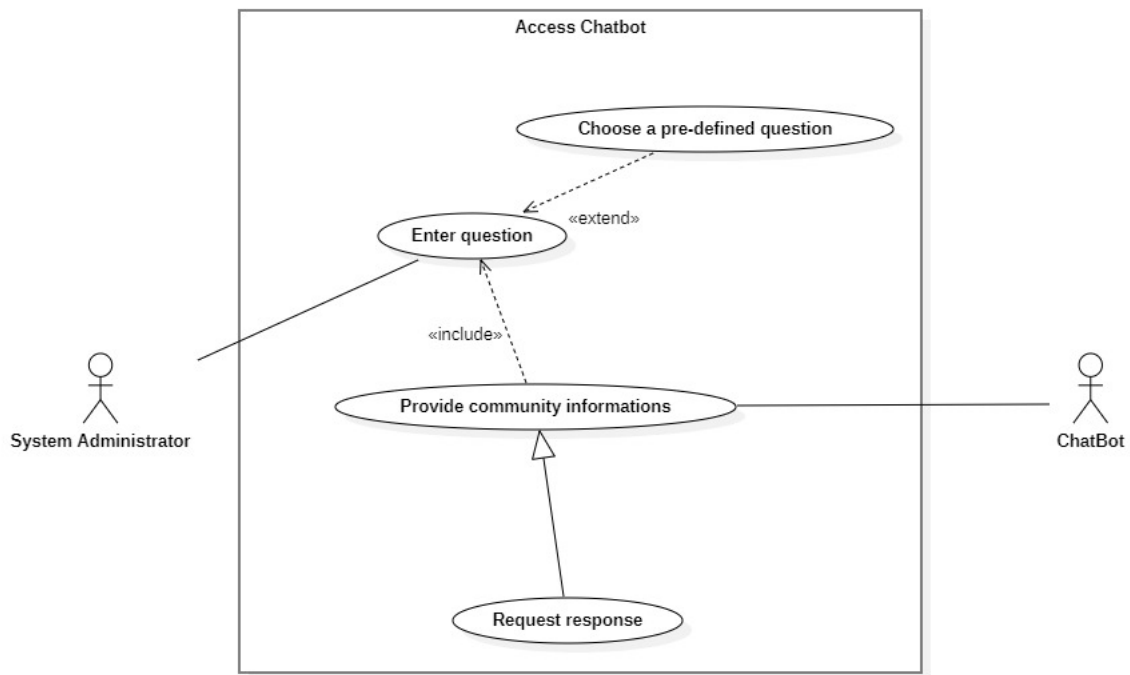 Access Chatbot
Choose a pre-defined question
«extend»
Enter question
«include»
System Administrator
Provide community informations
ChatBot
Request response